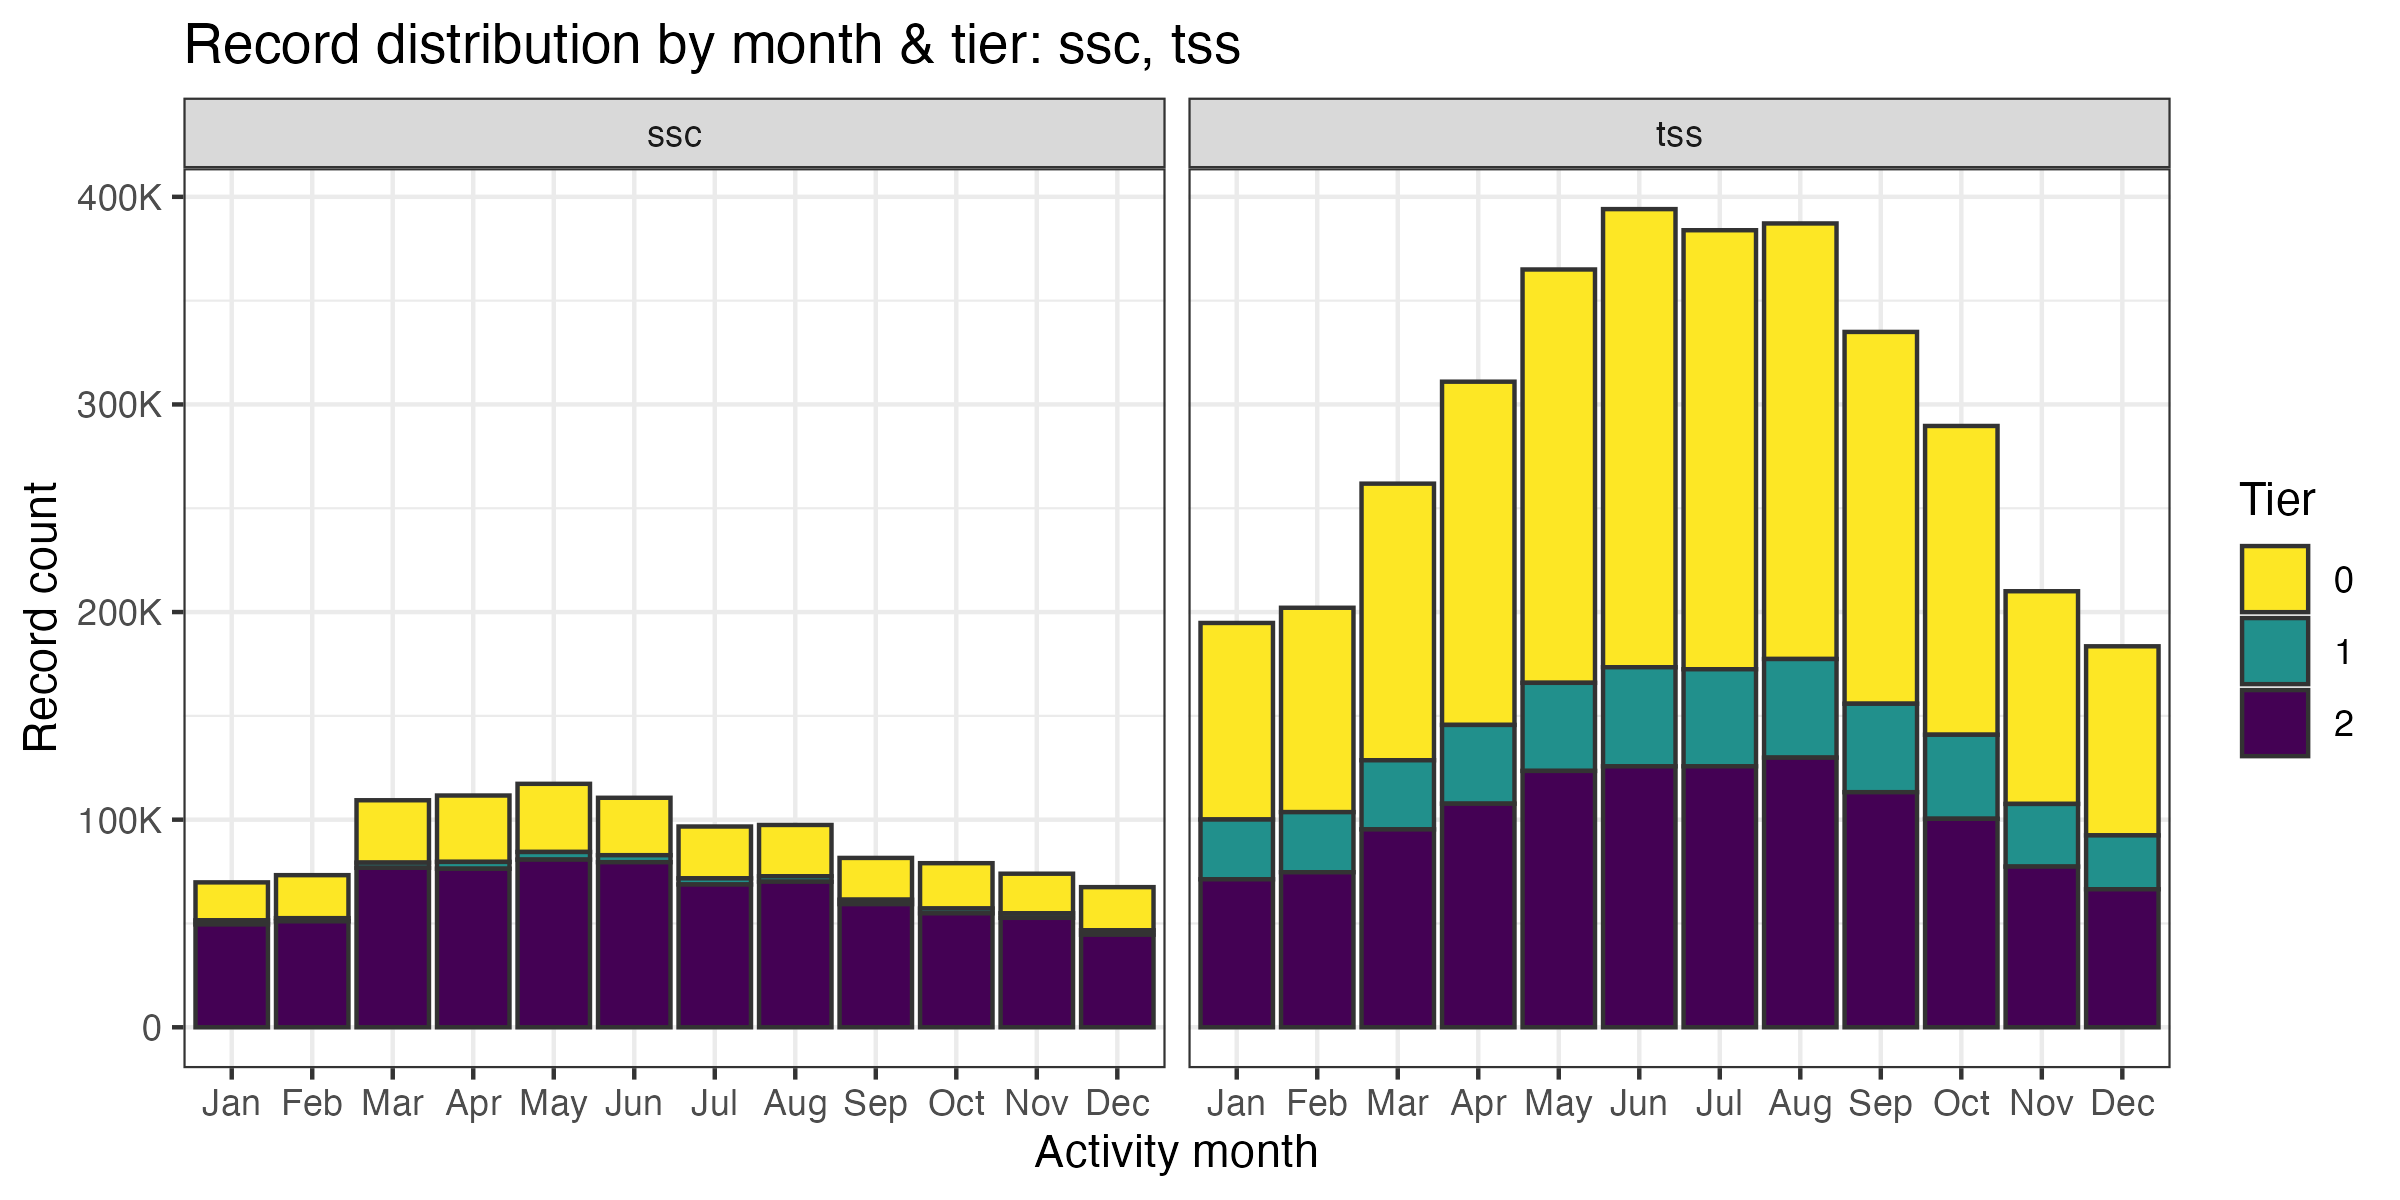 Record distribution by month & tier: ssc, tss
ssc
tss
Record count
400K
300K
200K
100K
0
Jan Feb Mar Apr May Jun Jul Aug Sep Oct Nov Dec
Jan Feb Mar Apr May Jun Jul Aug Sep Oct Nov Dec
Activity month
Tier
0
1
2